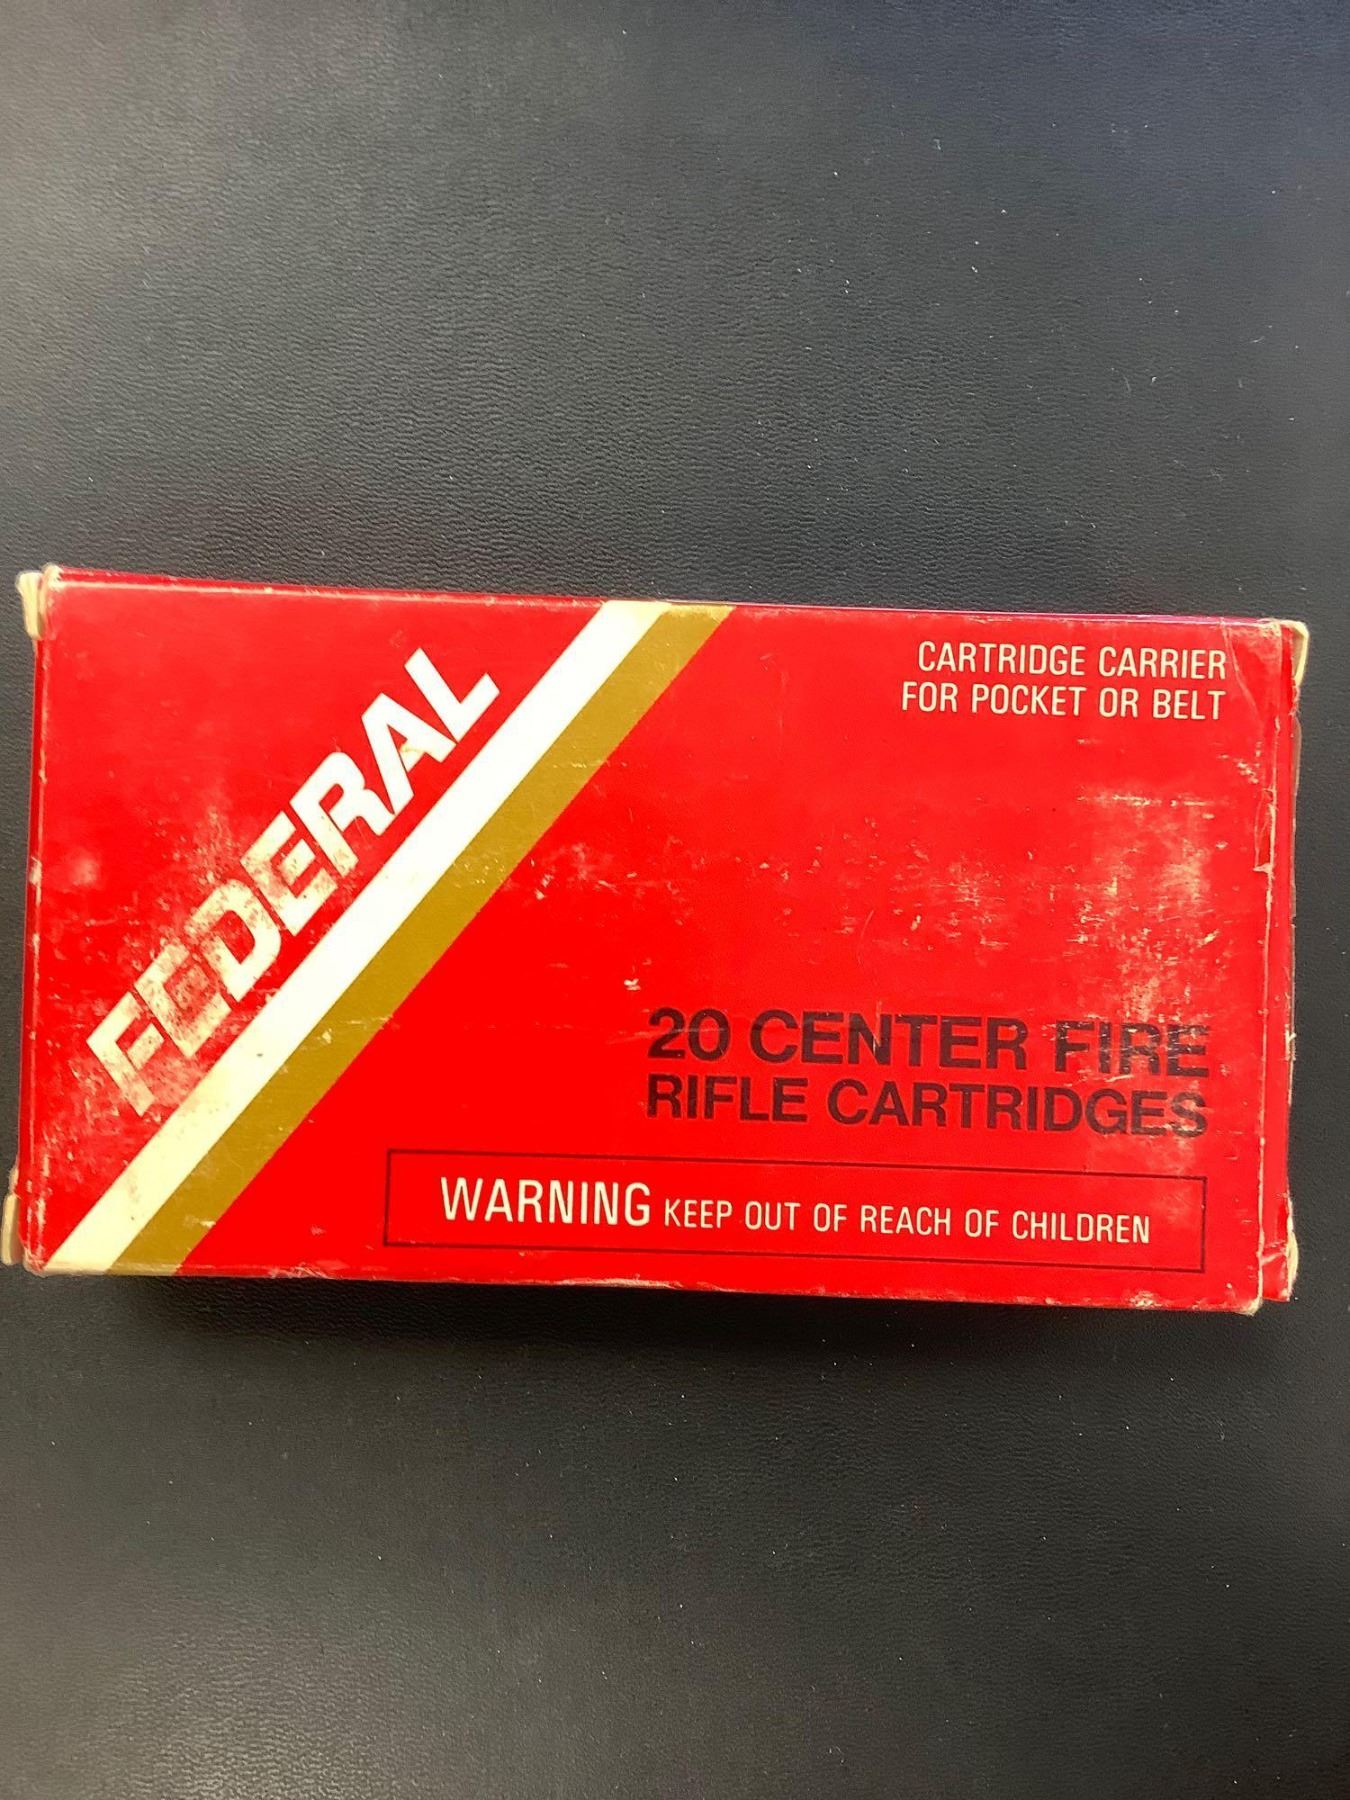 FEDERAL
CARTRIDGE CARRIER
FOR POCKET OR BELT
20 CENTER FIRE
RIFLE CARTRIDGES
WARNING KEEP OUT OF REACH OF CHILDREN